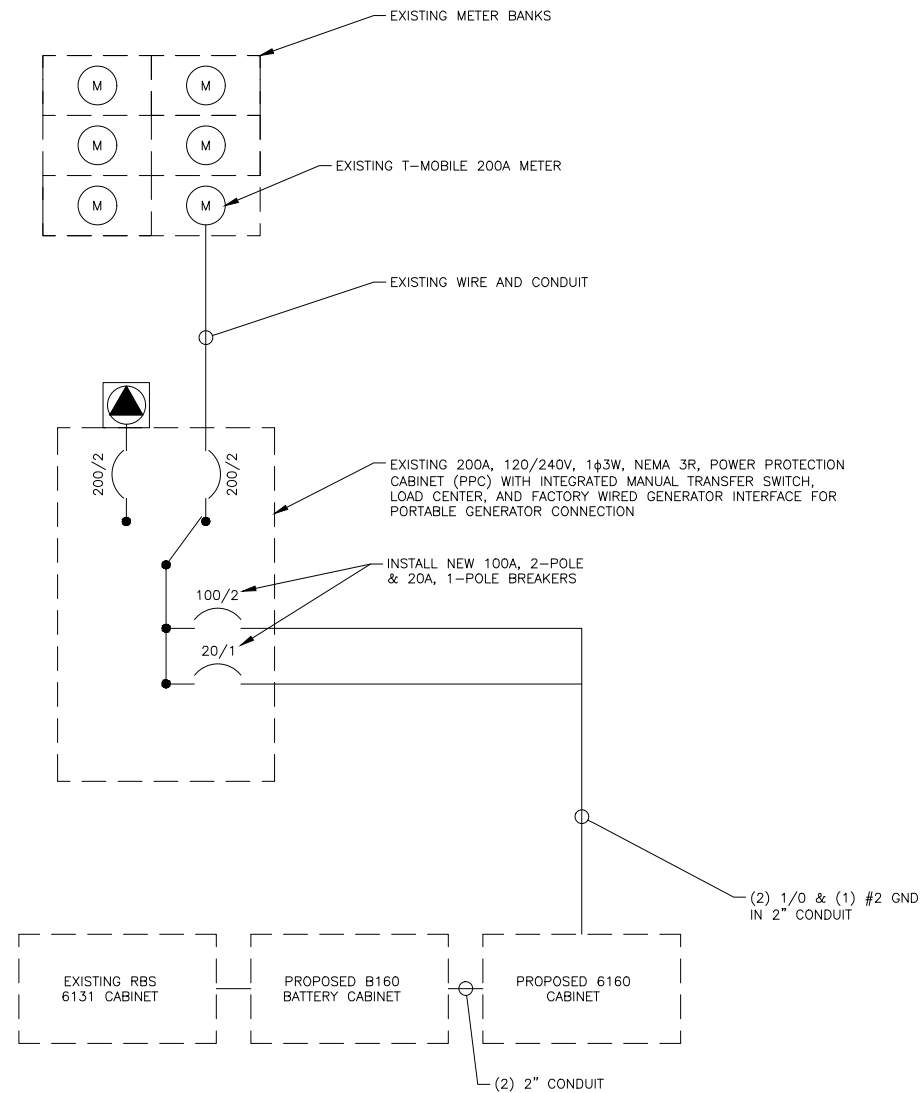 EXISTING METER BANKS
M
M
M
M
EXISTING T-MOBILE 200A METER
M
M
EXISTING WIRE AND CONDUIT
200/2
200/2
EXISTING 200A, 120/240V, 1ϕ3W, NEMA 3R, POWER PROTECTION
CABINET (PPC) WITH INTEGRATED MANUAL TRANSFER SWITCH,
LOAD CENTER, AND FACTORY WIRED GENERATOR INTERFACE FOR
PORTABLE GENERATOR CONNECTION
INSTALL NEW 100A, 2-POLE
& 20A, 1-POLE BREAKERS
100/2
20/1
(2) 1/0 & (1) #2 GND
IN 2" CONDUIT
EXISTING RBS
6131 CABINET
PROPOSED B160
BATTERY CABINET
PROPOSED 6160
CABINET
(2) 2" CONDUIT